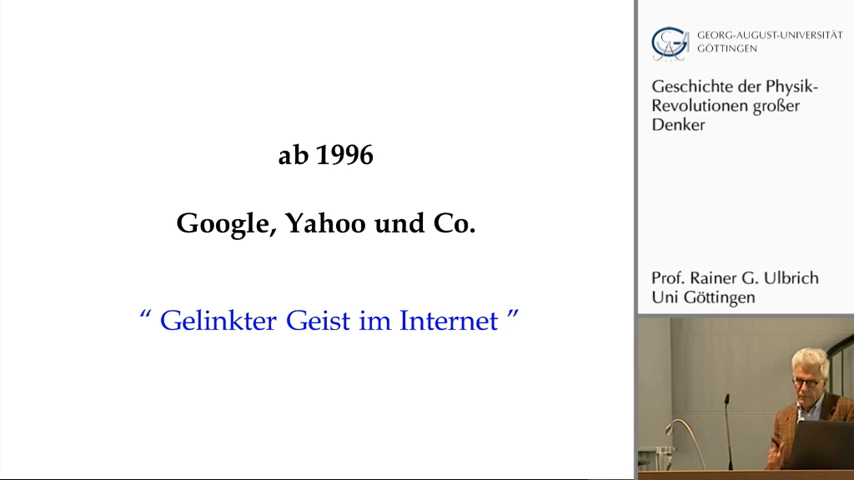 ab 1996
Google, Yahoo und Co.
“ Gelinkter Geist im Internet ”
GEORG-AUGUST-UNIVERSITÄT
GÖTTINGEN
Geschichte der Physik-
Revolutionen großer
Denker
Prof. Rainer G. Ulbrich
Uni Göttingen